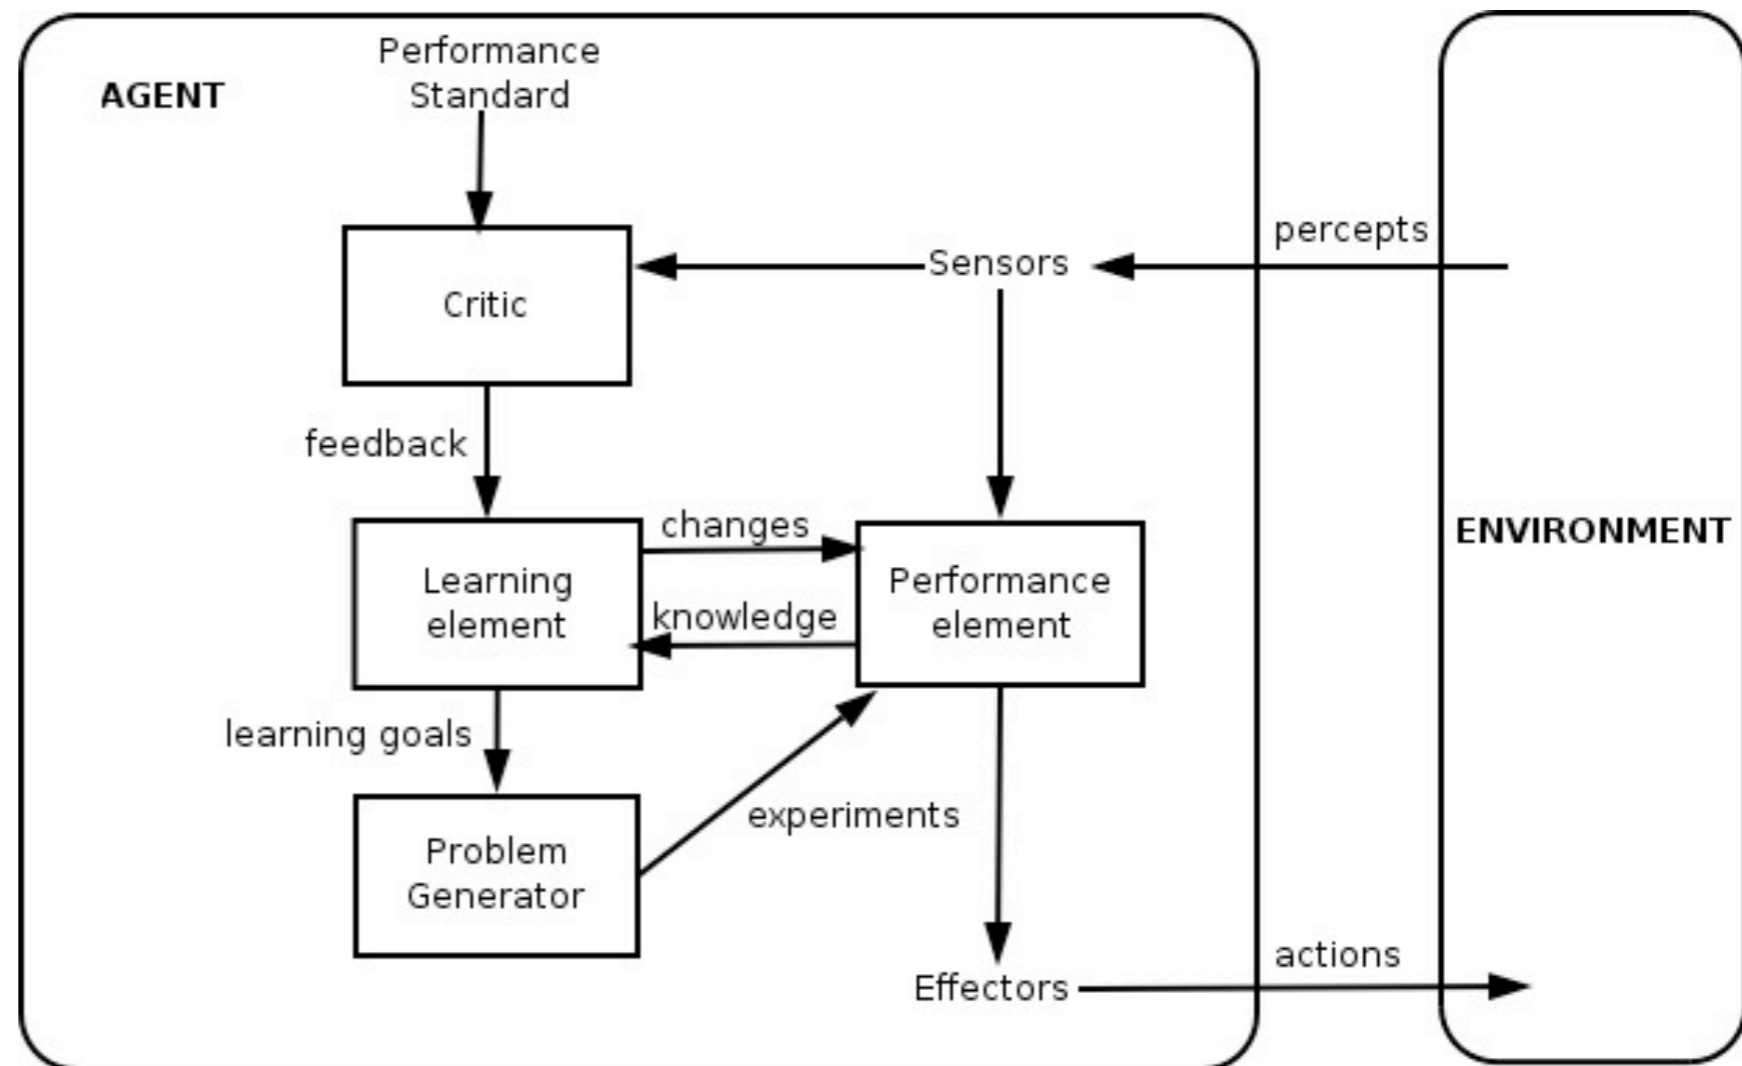 Performance
Standard
AGENT
percepts
Sensors
Critic
feedback
changes
ENVIRONMENT
Learning
element
Performance
element
knowledge
learning goals
experiments
Problem
Generator
actions
Effectors